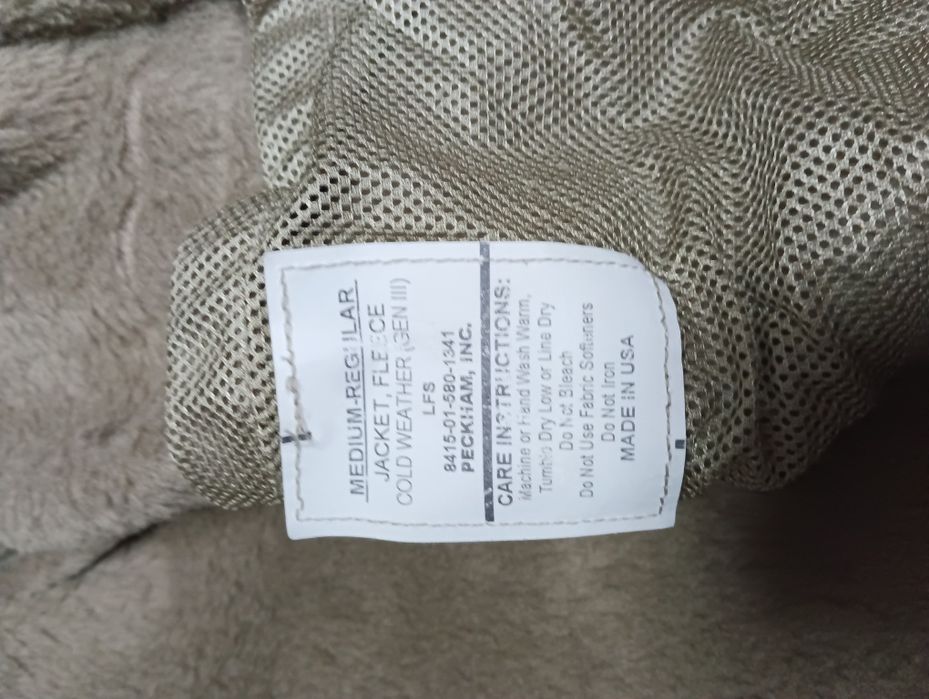 MEDIUM-REGULAR
JACKET, FLEECE
COLD WEATHER (GEN III)
LFS
8415-01-580-1341
PECKHAM, INC.
CARE INSTRUCTIONS:
Machine or Hand Wash Warm,
Tumble Dry Low or Line Dry
Do Not Bleach
Do Not Use Fabric Softeners
Do Not Iron
MADE IN USA